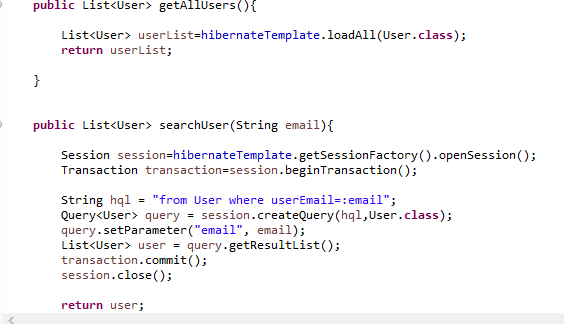 public List<User> getAllUsers(){
List<User> userList=hibernateTemplate.loadAll(User.class);
return userList;
}
public List<User> searchUser(String email){
Session session=hibernateTemplate.getSessionFactory().openSession();
Transaction transaction=session.beginTransaction();
String hql = "from User where userEmail=:email";
Query<User> query = session.createQuery(hql,User.class);
query.setParameter("email", email);
List<User> user = query.getResultList();
transaction.commit();
session.close();
return user;